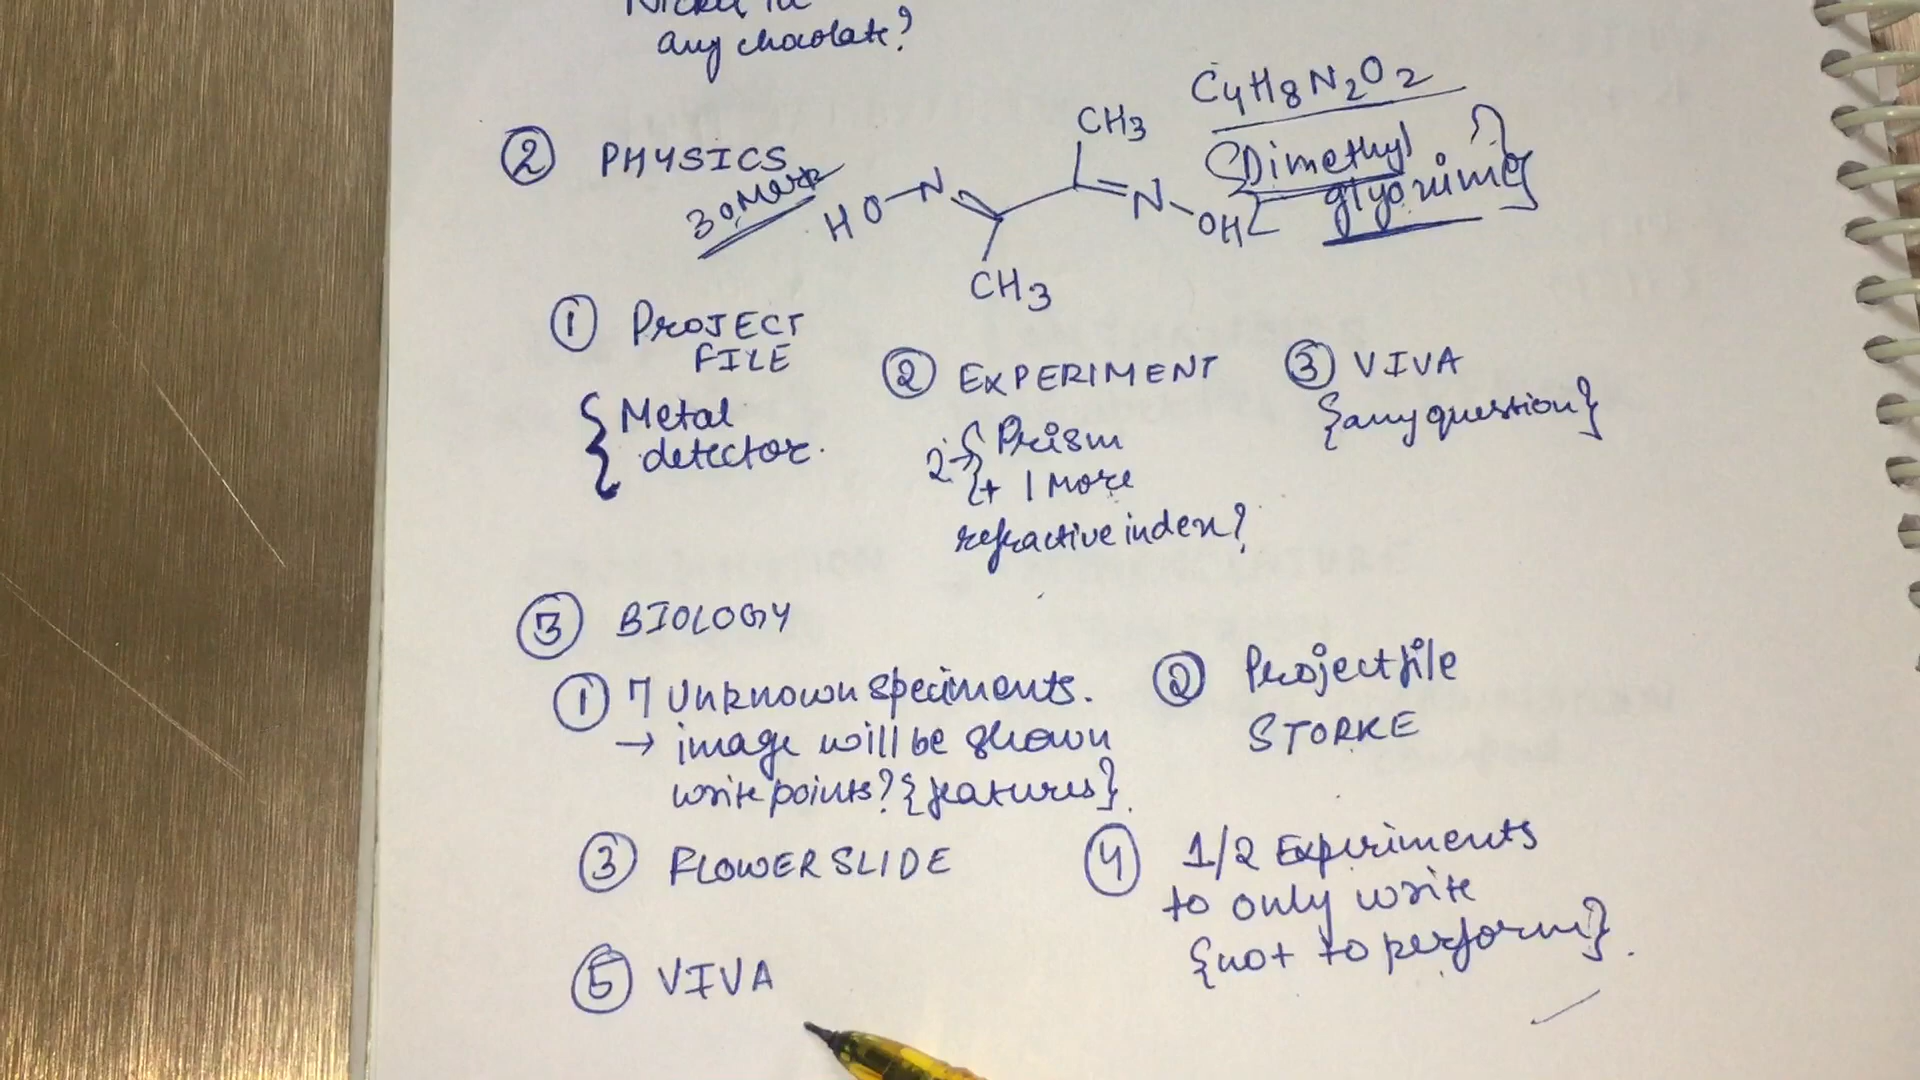 any chocolate?
C4H8N2O2
CH3
② PHYSICS
30 Mark
HO-N
N-OH
{Dimethyl
glyoxime}
CH3
① PROJECT
FILE
{Metal
detector.
② EXPERIMENT
2→{Prism
+ 1 More
refractive index?
③ VIVA
{any question}
③ BIOLOGY
① 7 Unknown speciments.
→ image will be shown
write points? {features}.
② Project file
STORKE
③ FLOWER SLIDE
④ 1/2 Experiments
to only write
{not to perform}.
⑤ VIVA